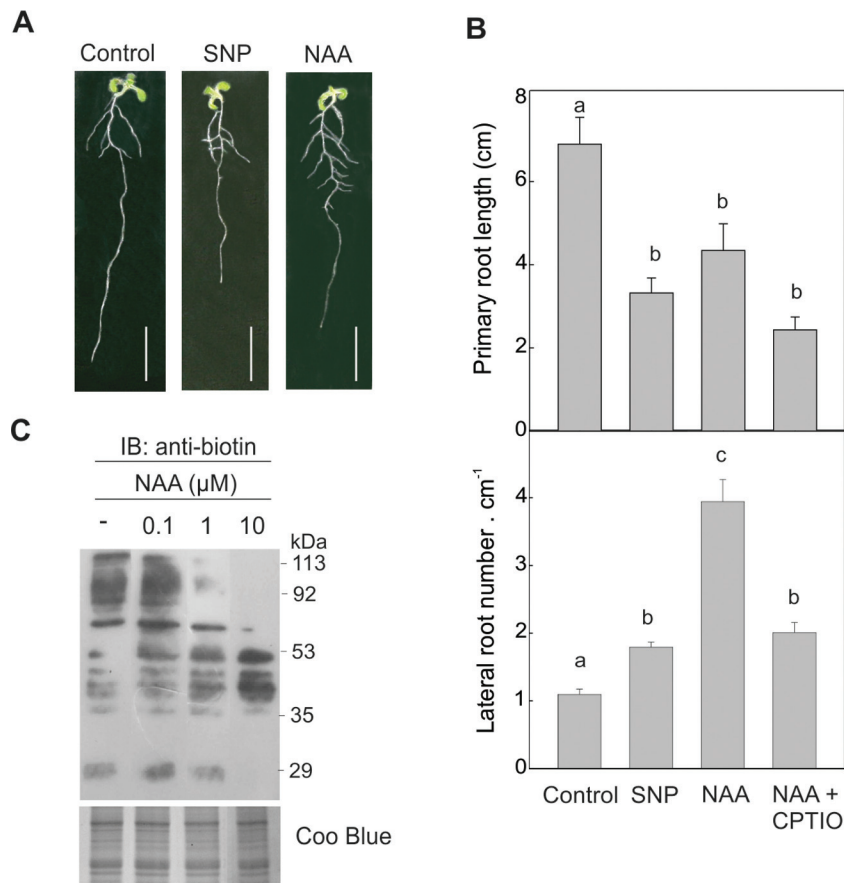 A
Control SNP NAA
B
Primary root length (cm)
8
6
4
2
0
a
b
b
b
Lateral root number . cm⁻¹
4
3
2
1
0
a
b
c
b
Control SNP NAA NAA +
CPTIO
C
IB: anti-biotin
NAA (µM)
- 0.1 1 10
kDa
113
92
53
35
29
Coo Blue